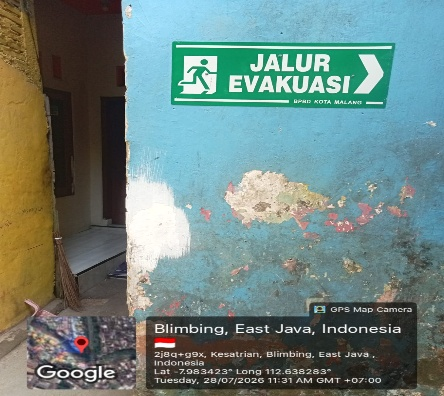 JALUR
EVAKUASI
BPBD KOTA MALANG
GPS Map Camera
Blimbing, East Java, Indonesia
2j8q+g9x, Kesatrian, Blimbing, East Java ,
Indonesia
Lat -7.983423° Long 112.638283°
Tuesday, 28/07/2026 11:31 AM GMT +07:00
Google